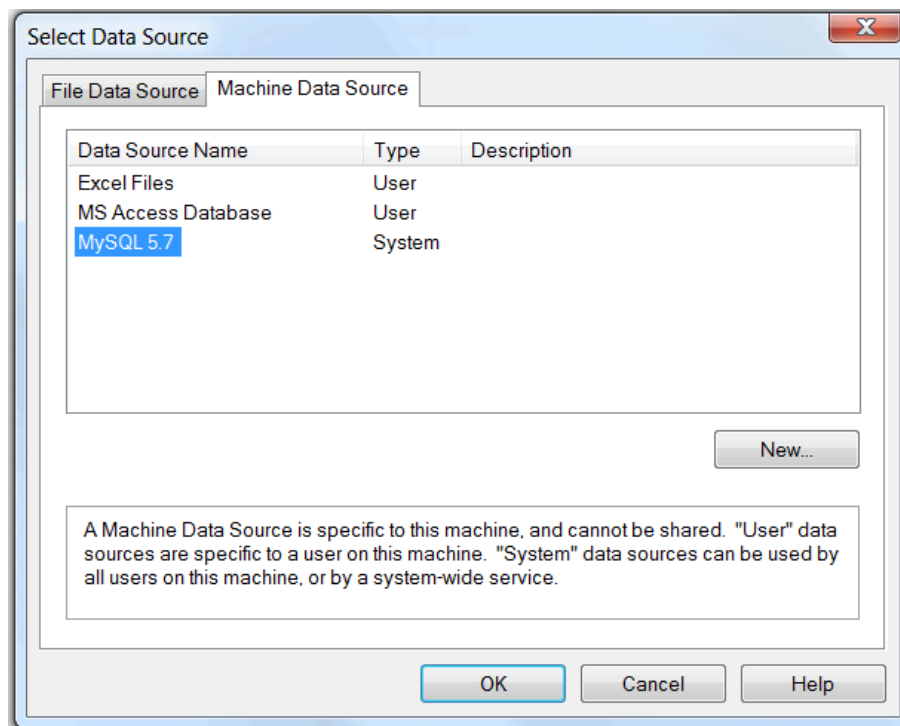 Select Data Source
File Data Source Machine Data Source
Data Source Name Type Description
Excel Files User
MS Access Database User
MySQL 5.7 System
New...
A Machine Data Source is specific to this machine, and cannot be shared. "User" data
sources are specific to a user on this machine. "System" data sources can be used by
all users on this machine, or by a system-wide service.
OK Cancel Help